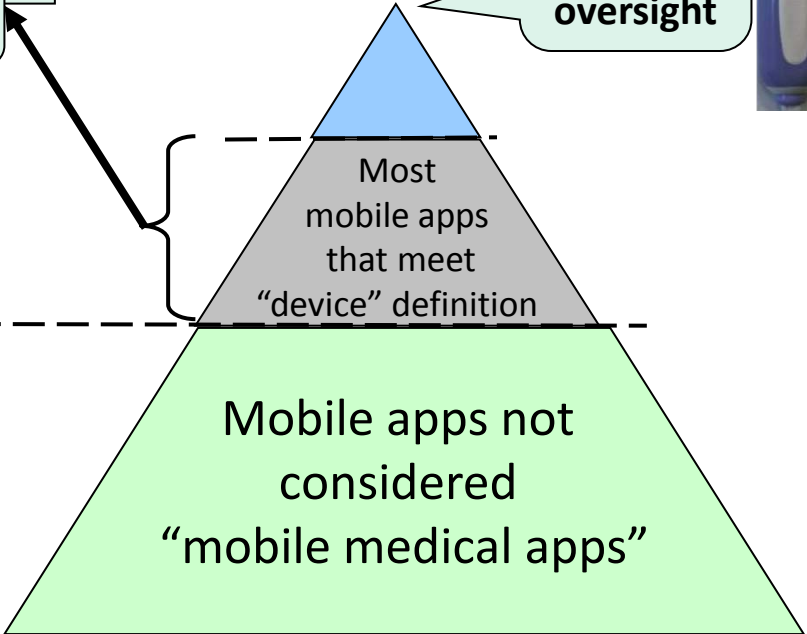 oversight
Most
mobile apps
that meet
“device” definition
Mobile apps not
considered
“mobile medical apps”